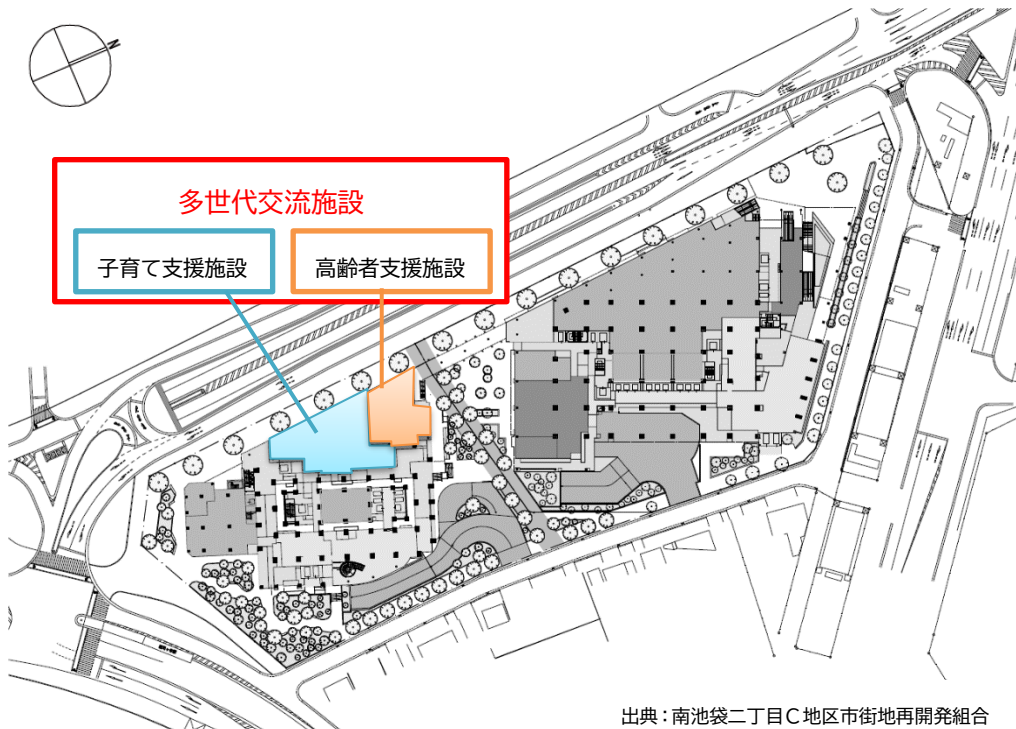 N
多世代交流施設
子育て支援施設
高齢者支援施設
出典：南池袋二丁目C地区市街地再開発組合